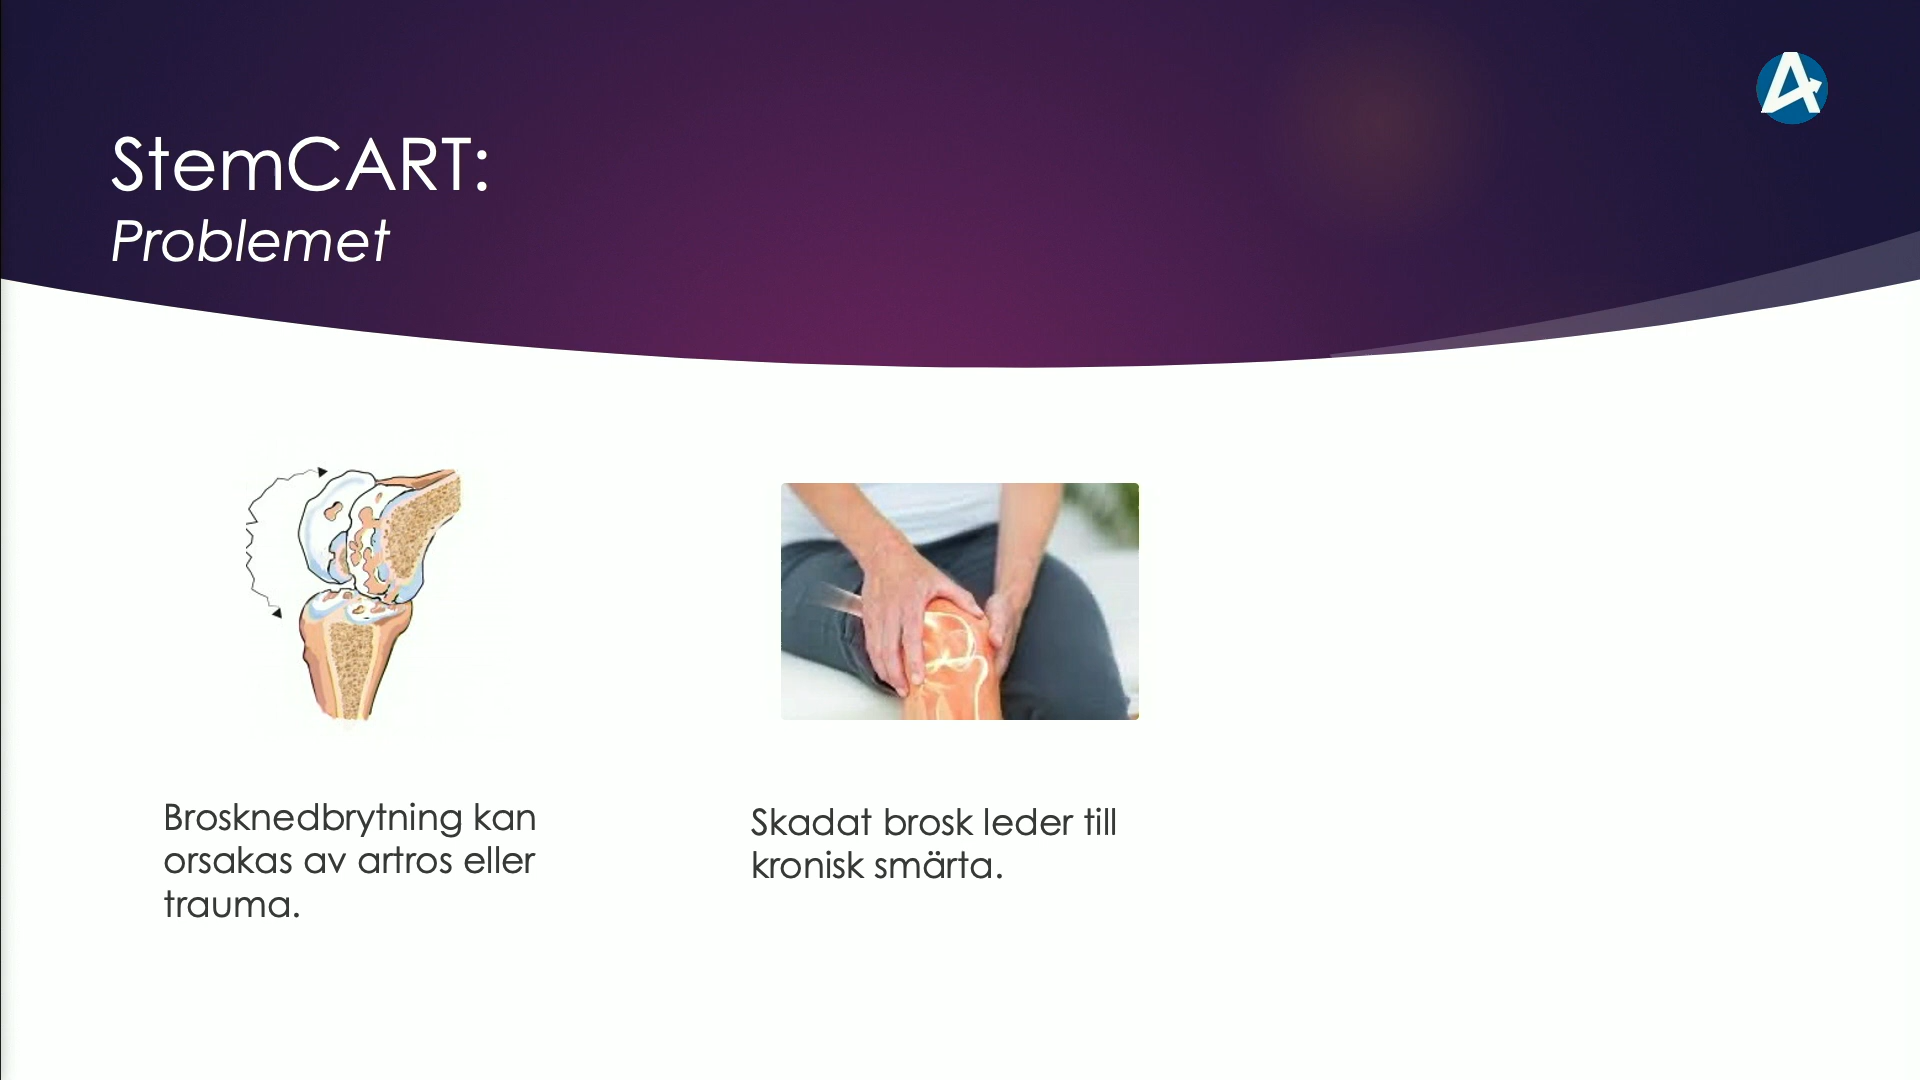 StemCART:
Problemet
Brosknedbrytning kan
orsakas av artros eller
trauma.
Skadat brosk leder till
kronisk smärta.